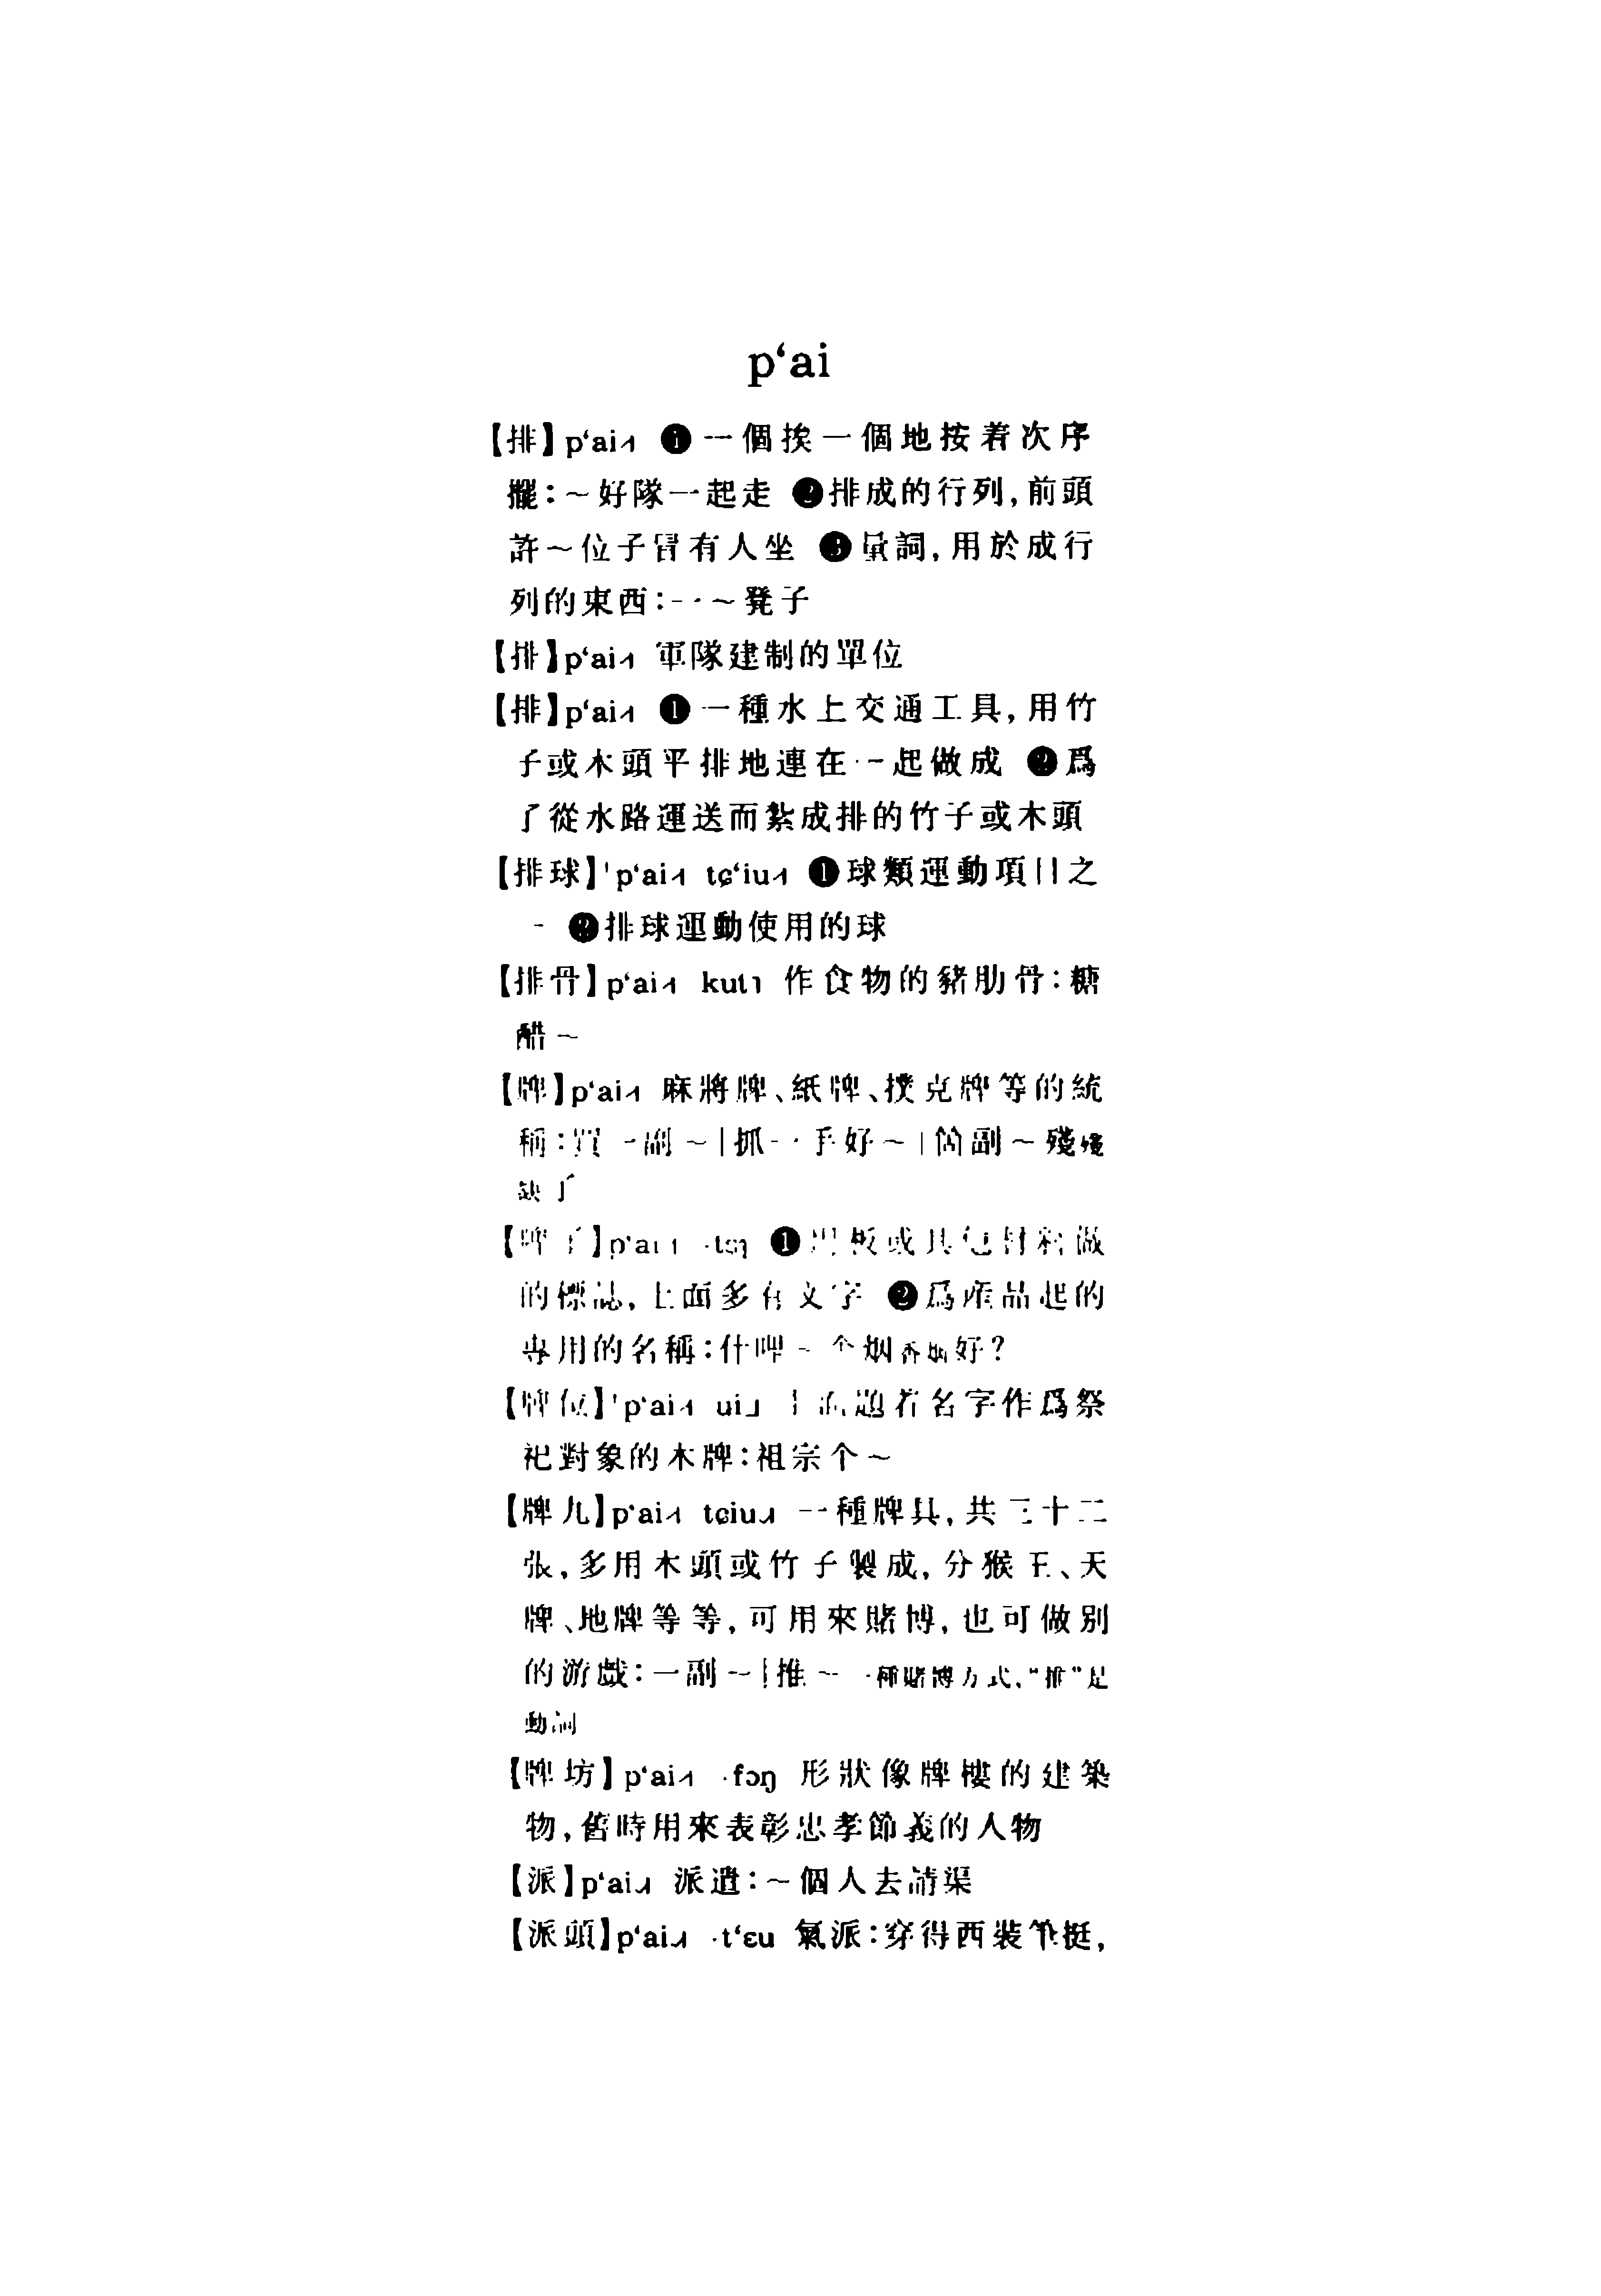 p‘ai
【排】p‘ai ❶一個挨一個地按着次序
擺：～好隊一起走 ❷排成的行列，前頭
許～位子冒有人坐 ❸量詞，用於成行
列的東西：一～凳子
【排】p‘ai 軍隊建制的單位
【排】p‘ai ❶一種水上交通工具，用竹
子或木頭平排地連在一起做成 ❷爲
了從水路運送而紮成排的竹子或木頭
【排球】'p‘ai tɕ‘iu ❶球類運動項目之
一 ❷排球運動使用的球
【排骨】p‘ai kut 作食物的豬肋骨：糖
醋～
【牌】p‘ai 麻將牌、紙牌、撲克牌等的統
稱：買一副～｜抓一手好～｜箇副～殘殘
缺了
【牌子】p‘ai ·tsɿ ❶用板或其他材料做
的標誌，上面多有文字 ❷爲產品起的
專用的名稱：什牌～个烟香烟好？
【牌位】'p‘ai ui 上面題着名字作爲祭
祀對象的木牌：祖宗个～
【牌九】p‘ai tɕiu 一種牌具，共三十二
張，多用木頭或竹子製成，分猴王、天
牌、地牌等等，可用來賭博，也可做别
的游戲：一副～｜推～一種賭博方式，“推”是
動詞
【牌坊】p‘ai ·fɔŋ 形狀像牌樓的建築
物，舊時用來表彰忠孝節義的人物
【派】p‘ai 派遣：～個人去請渠
【派頭】p‘ai ·t‘ɛu 氣派：穿得西裝筆挺，